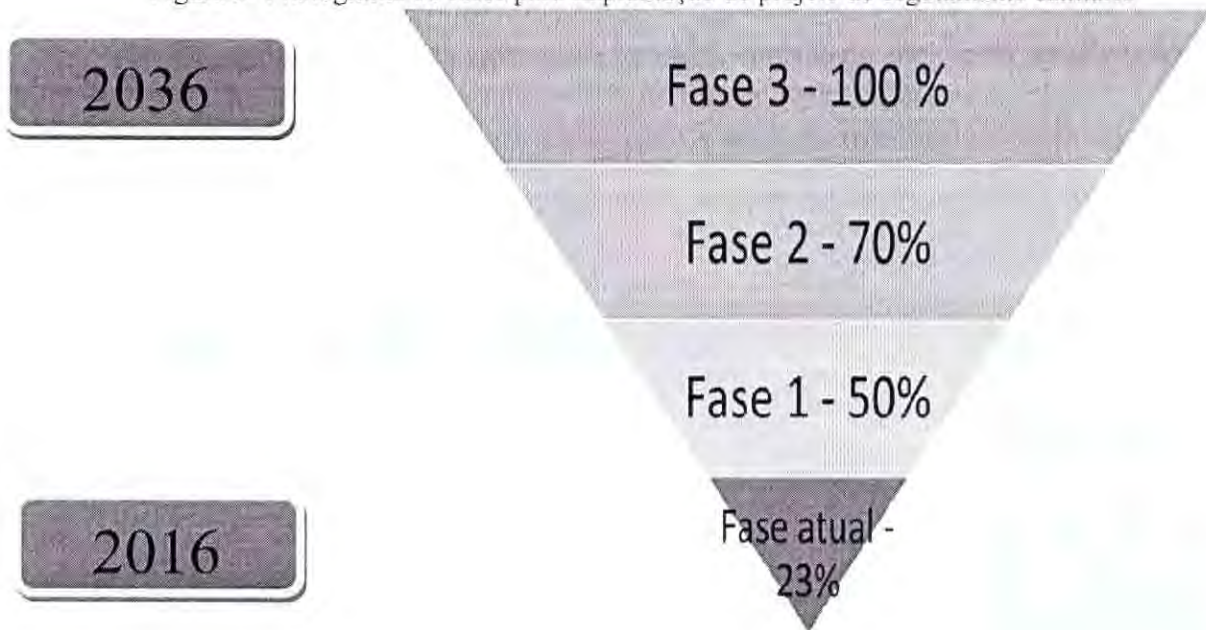 2036
Fase 3 - 100 %
Fase 2 - 70%
Fase 1 - 50%
2016
Fase atual -
23%